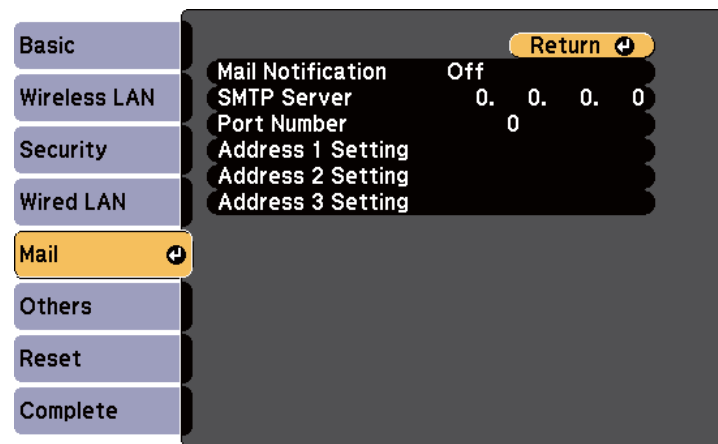 Basic
Wireless LAN
Security
Wired LAN
Mail
Others
Reset
Complete
Return
Mail Notification Off
SMTP Server 0. 0. 0. 0
Port Number 0
Address 1 Setting
Address 2 Setting
Address 3 Setting